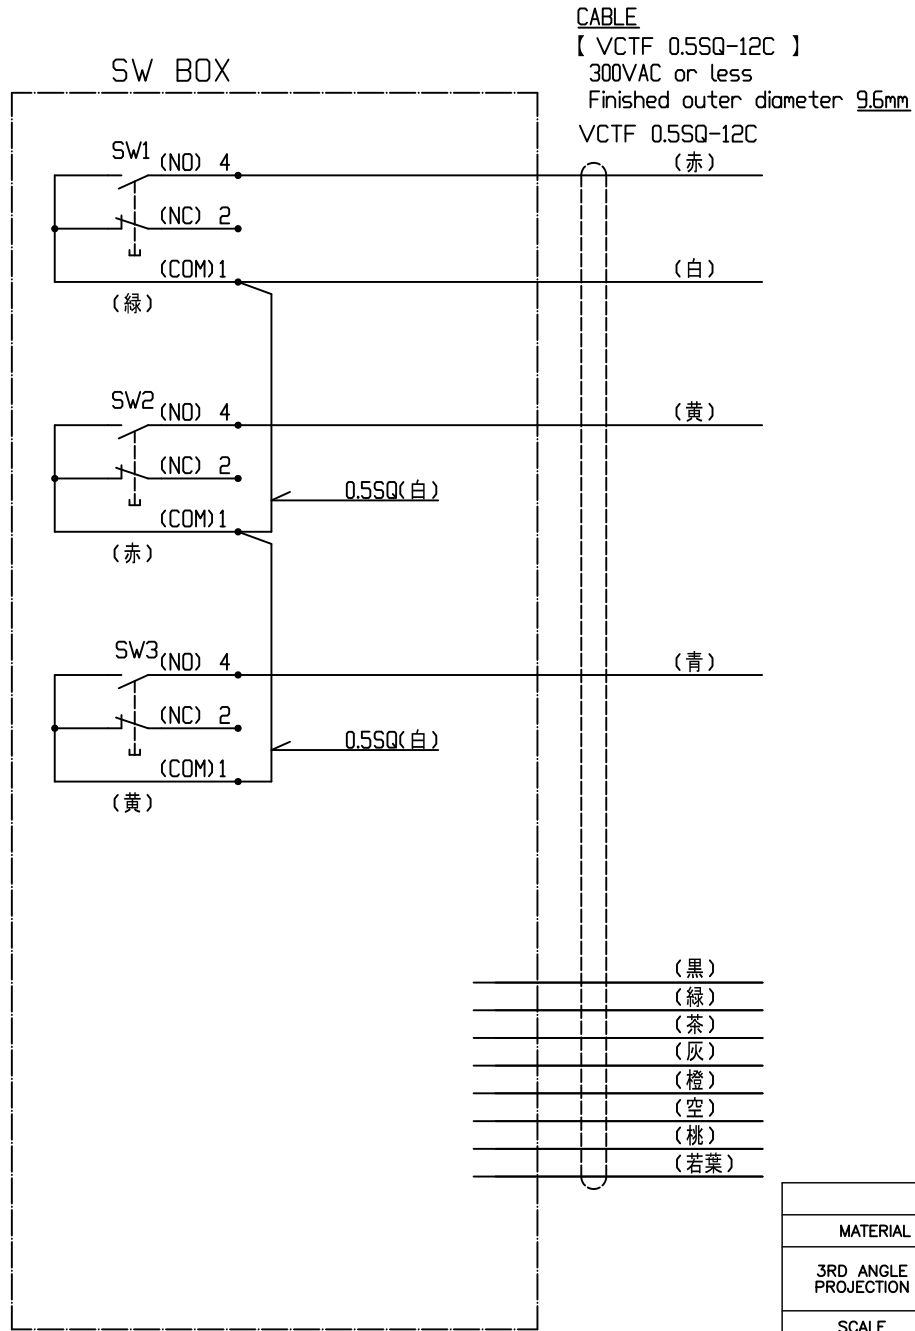 CABLE
【 VCTF 0.5SQ-12C 】
300VAC or less
Finished outer diameter 9.6mm
SW BOX
VCTF 0.5SQ-12C
SW1
(NO) 4
(赤)
(NC) 2
(COM) 1
(白)
(緑)
SW2
(NO) 4
(黄)
(NC) 2
0.5SQ(白)
(COM) 1
(赤)
SW3
(NO) 4
(青)
(NC) 2
0.5SQ(白)
(COM) 1
(黄)
(黒)
(緑)
(茶)
(灰)
(橙)
(空)
(桃)
(若葉)
MATERIAL
3RD ANGLE
PROJECTION
SCALE